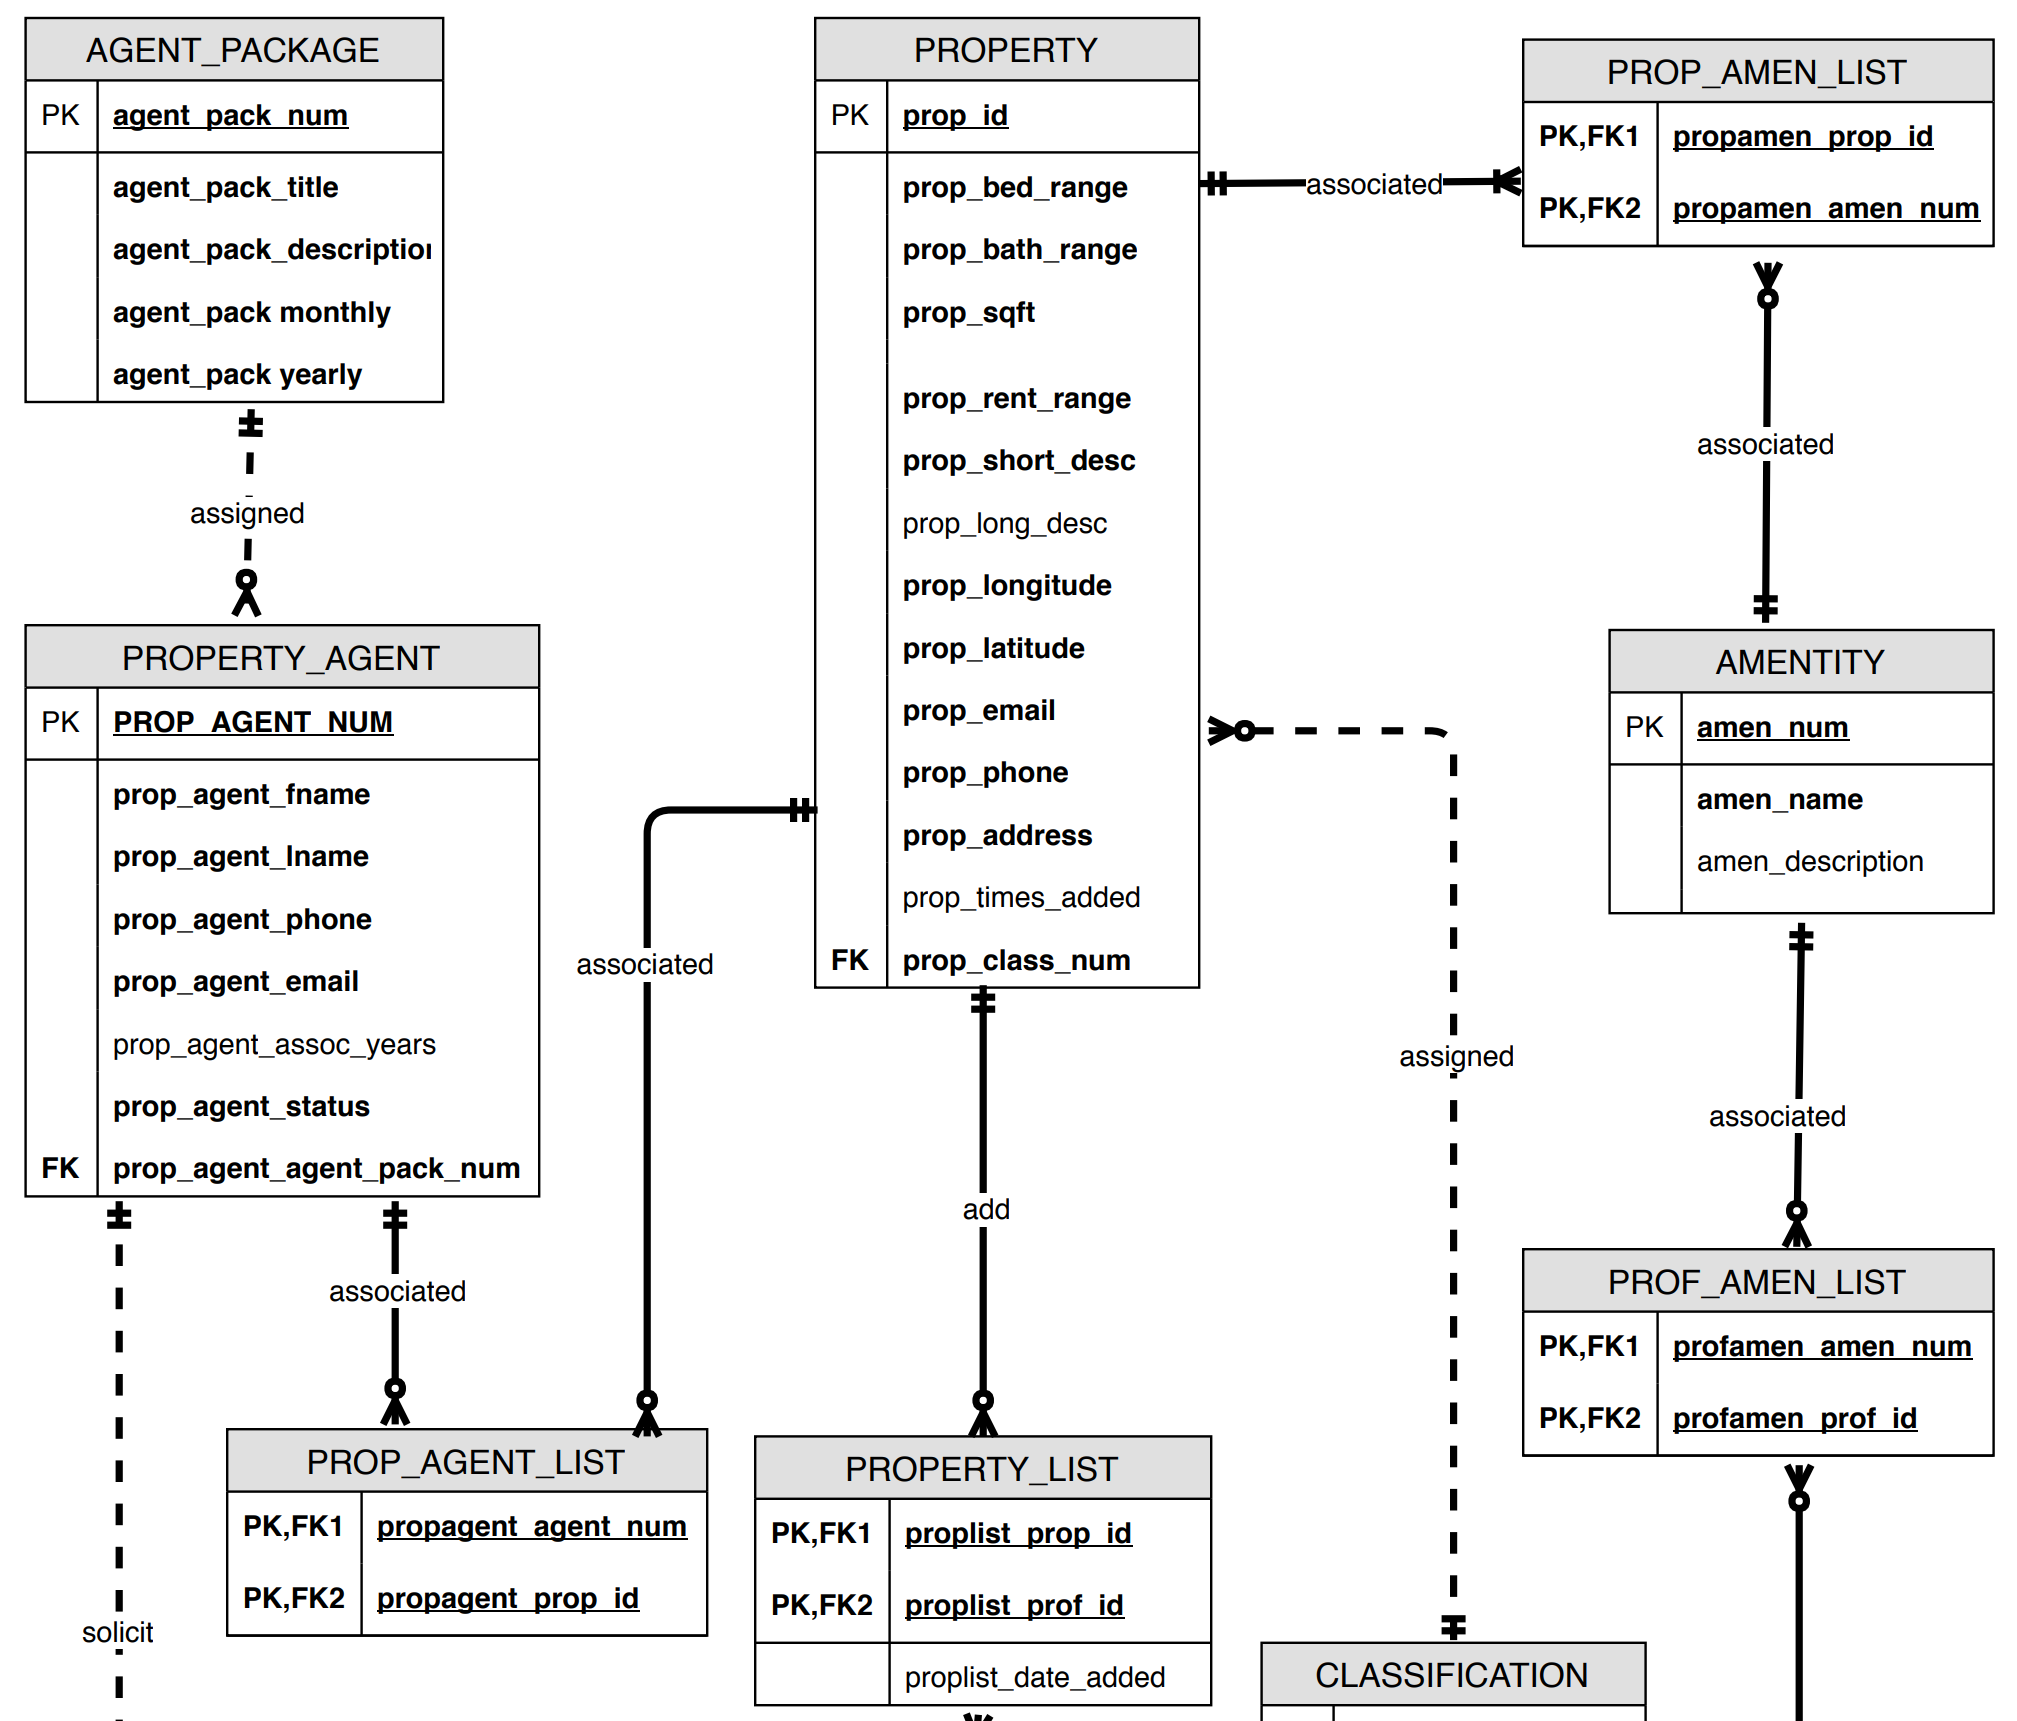 AGENT_PACKAGE
PK agent_pack_num
agent_pack_title
agent_pack_description
agent_pack monthly
agent_pack yearly
assigned
PROPERTY_AGENT
PK PROP_AGENT_NUM
prop_agent_fname
prop_agent_lname
prop_agent_phone
prop_agent_email
prop_agent_assoc_years
prop_agent_status
FK prop_agent_agent_pack_num
associated
solicit
PROP_AGENT_LIST
PK,FK1 propagent_agent_num
PK,FK2 propagent_prop_id
associated
PROPERTY
PK prop_id
prop_bed_range
prop_bath_range
prop_sqft
prop_rent_range
prop_short_desc
prop_long_desc
prop_longitude
prop_latitude
prop_email
prop_phone
prop_address
prop_times_added
FK prop_class_num
add
PROPERTY_LIST
PK,FK1 proplist_prop_id
PK,FK2 proplist_prof_id
proplist_date_added
associated
PROP_AMEN_LIST
PK,FK1 propamen_prop_id
PK,FK2 propamen_amen_num
associated
AMENTITY
PK amen_num
amen_name
amen_description
associated
PROF_AMEN_LIST
PK,FK1 profamen_amen_num
PK,FK2 profamen_prof_id
assigned
CLASSIFICATION